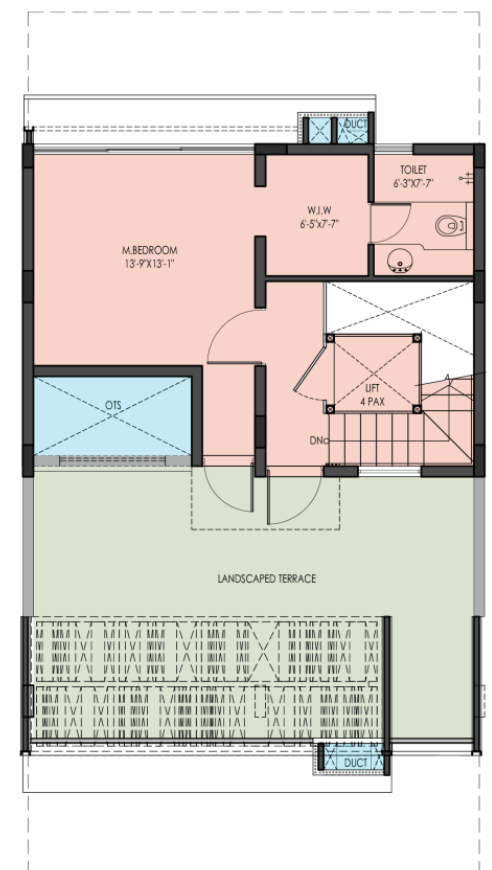 DUCT
TOILET
6'-3"X7'-7"
W.I.W
6'-5"x7'-7"
M.BEDROOM
13'-9"X13'-1"
LIFT
4 PAX
OTS
DN
LANDSCAPED TERRACE
DUCT